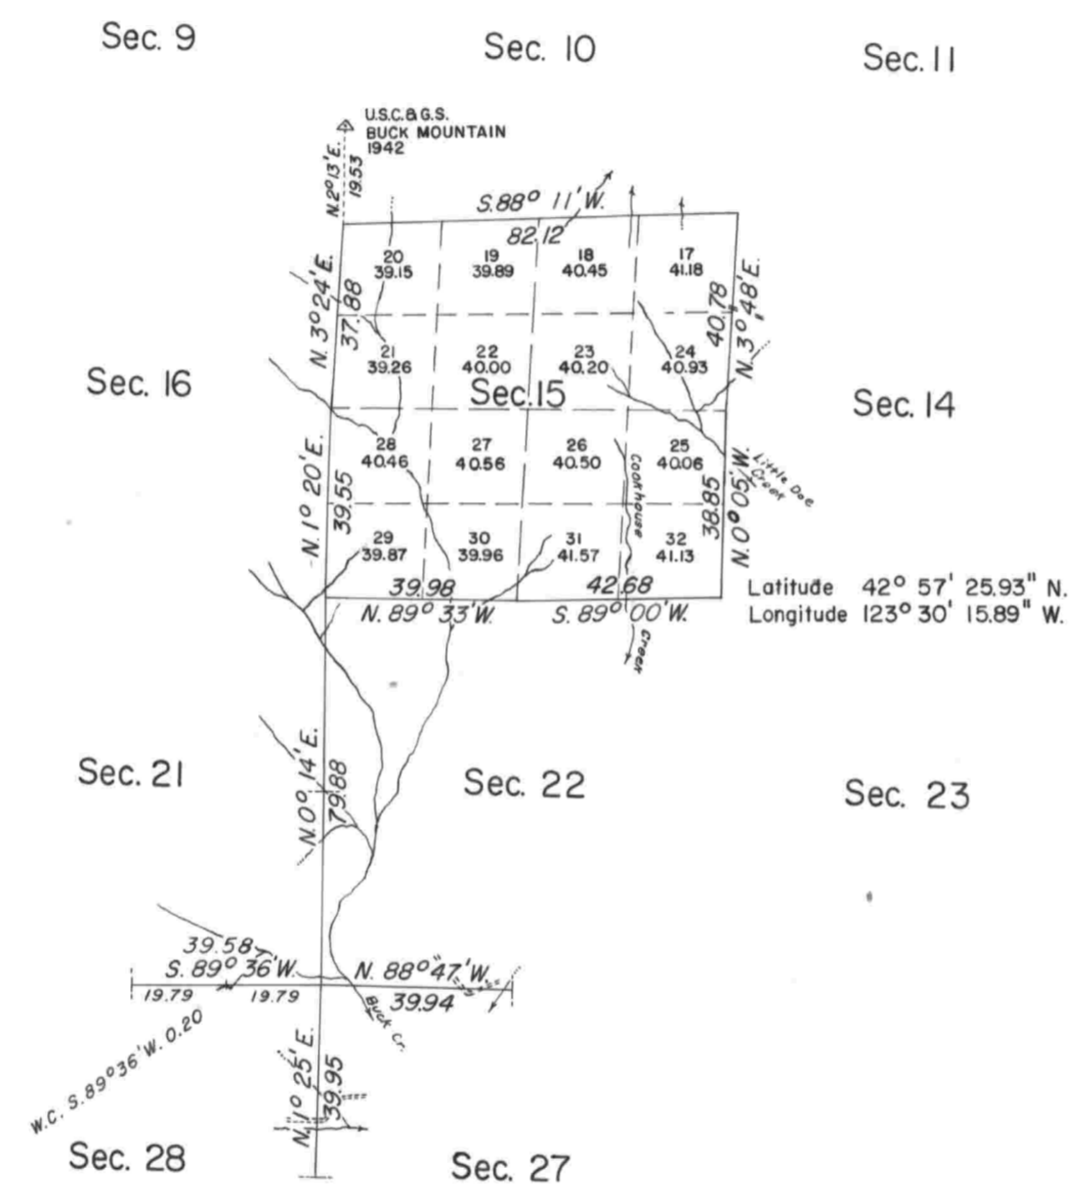 Sec. 9
Sec. 10
Sec. 11
U.S.C.&G.S.
BUCK MOUNTAIN
1942
N.2°13'E.
19.53
S.88° 11' W.
82.12
20
39.15
19
39.89
18
40.45
17
41.18
N. 3° 24' E.
37.88
40.78
N. 3° 48' E.
21
39.26
22
40.00
23
40.20
24
40.93
Sec. 16
Sec.15
Sec. 14
28
40.46
27
40.56
26
40.50
25
40.06
N. 1° 20' E.
39.55
Cookhouse
38.85
N.0° 05' W.
Little Doe
Creek
29
39.87
30
39.96
31
41.57
32
41.13
39.98
42.68
N. 89° 33' W.
S. 89° 00' W.
Latitude 42° 57' 25.93" N.
Longitude 123° 30' 15.89" W.
Creek
N.0° 14' E.
79.88
Sec. 21
Sec. 22
Sec. 23
39.58
S. 89° 36' W.
N. 88° 47' W.
19.79
19.79
39.94
Buck Cr.
W.C. S.89°36'W. 0.20
N. 1° 25' E.
39.95
Sec. 28
Sec. 27